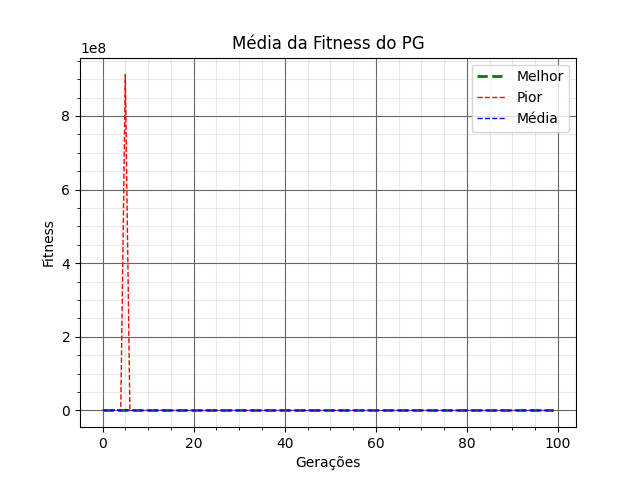 Média da Fitness do PG
1e8
Melhor
Pior
Média
8
6
4
2
0
Fitness
0 20 40 60 80 100
Gerações